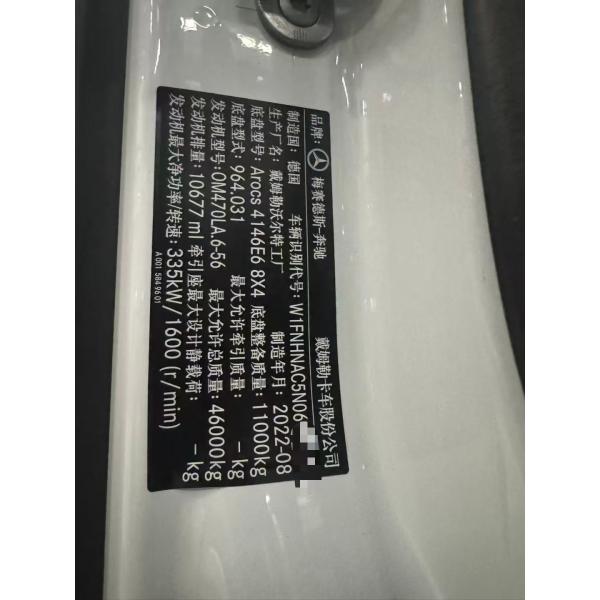 品牌: 梅赛德斯-奔驰 戴姆勒卡车股份公司
制造国: 德国 车辆识别代号: W1FNHNAC5N06
生产厂名: 戴姆勒沃尔特工厂 制造年月: 2022-08
底盘型号: Arocs 4146E6 8X4 底盘整备质量: 11000kg
底盘型式: 964.031 最大允许牵引质量: - kg
发动机型号: OM470LA.6-56 最大允许总质量: 46000kg
发动机排量: 10677 ml 牵引座最大设计静载荷: - kg
发动机最大净功率/转速: 335kW/1600 (r/min)
A 001 584 96 01